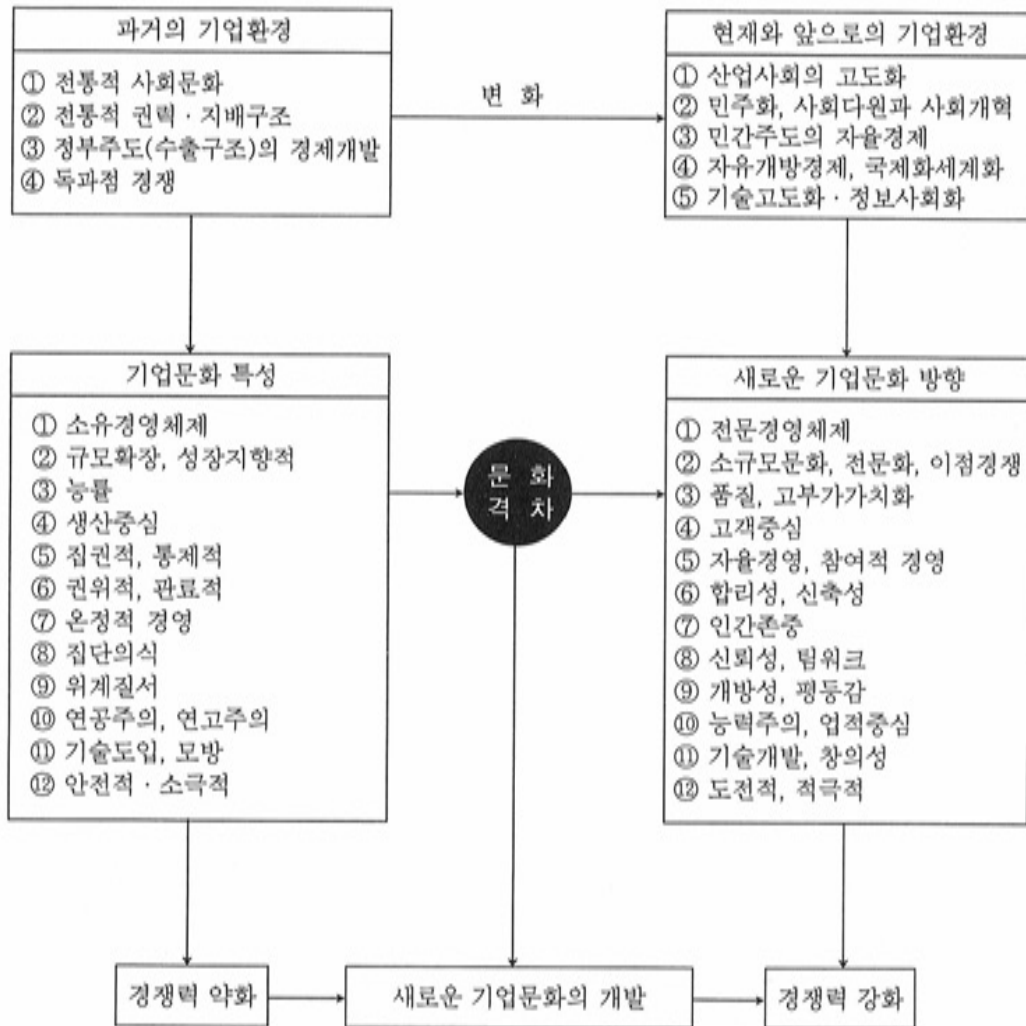 과거의 기업환경
① 전통적 사회문화
② 전통적 권력 · 지배구조
③ 정부주도(수출구조)의 경제개발
④ 독과점 경쟁
변 화
현재와 앞으로의 기업환경
① 산업사회의 고도화
② 민주화, 사회다원과 사회개혁
③ 민간주도의 자율경제
④ 자유개방경제, 국제화세계화
⑤ 기술고도화 · 정보사회화
기업문화 특성
① 소유경영체제
② 규모확장, 성장지향적
③ 능률
④ 생산중심
⑤ 집권적, 통제적
⑥ 권위적, 관료적
⑦ 온정적 경영
⑧ 집단의식
⑨ 위계질서
⑩ 연공주의, 연고주의
⑪ 기술도입, 모방
⑫ 안전적 · 소극적
문 화
격 차
새로운 기업문화 방향
① 전문경영체제
② 소규모문화, 전문화, 이점경쟁
③ 품질, 고부가가치화
④ 고객중심
⑤ 자율경영, 참여적 경영
⑥ 합리성, 신축성
⑦ 인간존중
⑧ 신뢰성, 팀워크
⑨ 개방성, 평등감
⑩ 능력주의, 업적중심
⑪ 기술개발, 창의성
⑫ 도전적, 적극적
경쟁력 약화
새로운 기업문화의 개발
경쟁력 강화